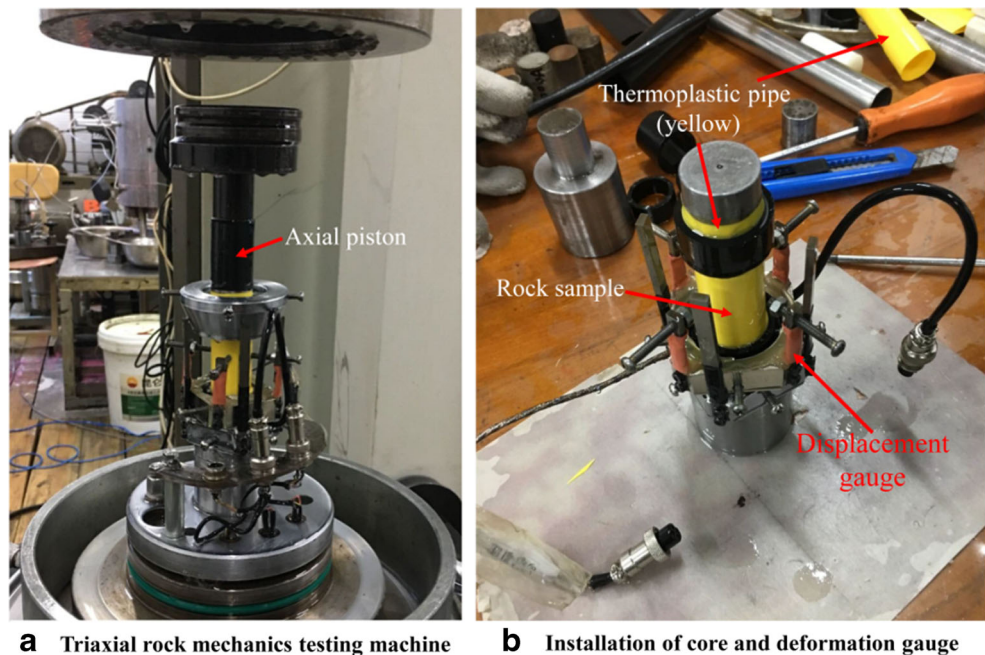 Axial piston
Thermoplastic pipe
(yellow)
Rock sample
Displacement
gauge
a Triaxial rock mechanics testing machine
b Installation of core and deformation gauge